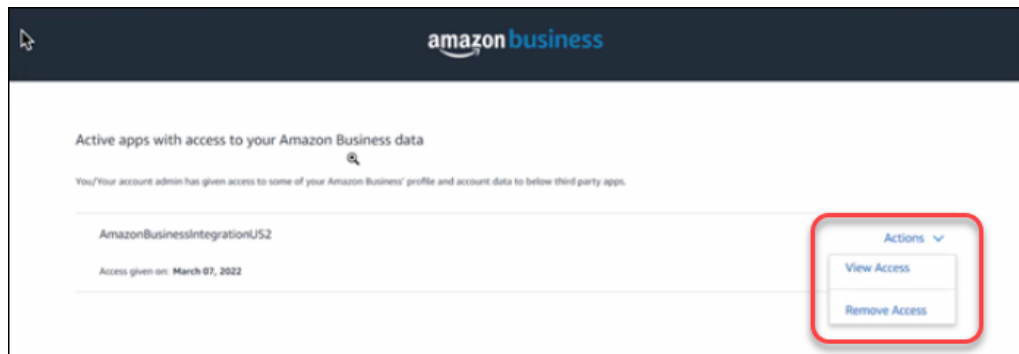 amazon business
Active apps with access to your Amazon Business data
You/Your account admin has given access to some of your Amazon Business' profile and account data to below third party apps.
AmazonBusinessIntegrationUS2
Actions
Access given on: March 07, 2022
View Access
Remove Access